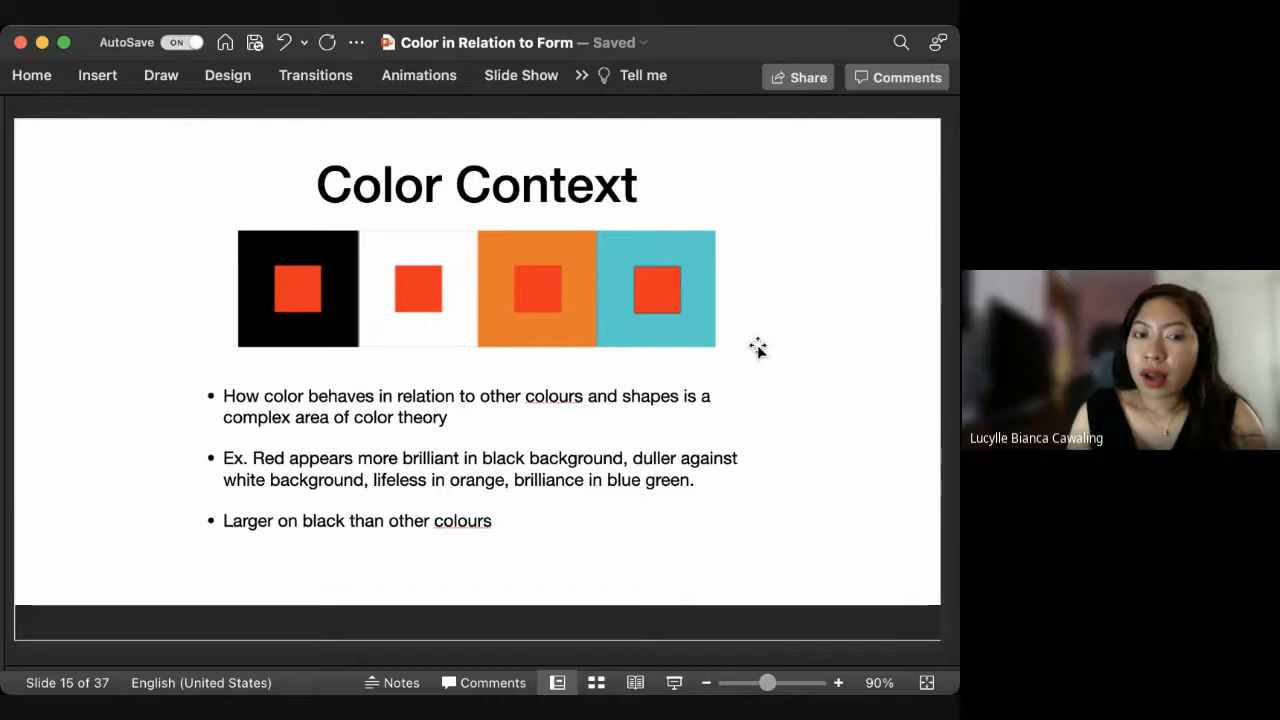 AutoSave ON Color in Relation to Form — Saved
Home Insert Draw Design Transitions Animations Slide Show Tell me Share Comments
Color Context
• How color behaves in relation to other colours and shapes is a
complex area of color theory
• Ex. Red appears more brilliant in black background, duller against
white background, lifeless in orange, brilliance in blue green.
• Larger on black than other colours
Lucylle Bianca Cawaling
Slide 15 of 37 English (United States) Notes Comments 90%